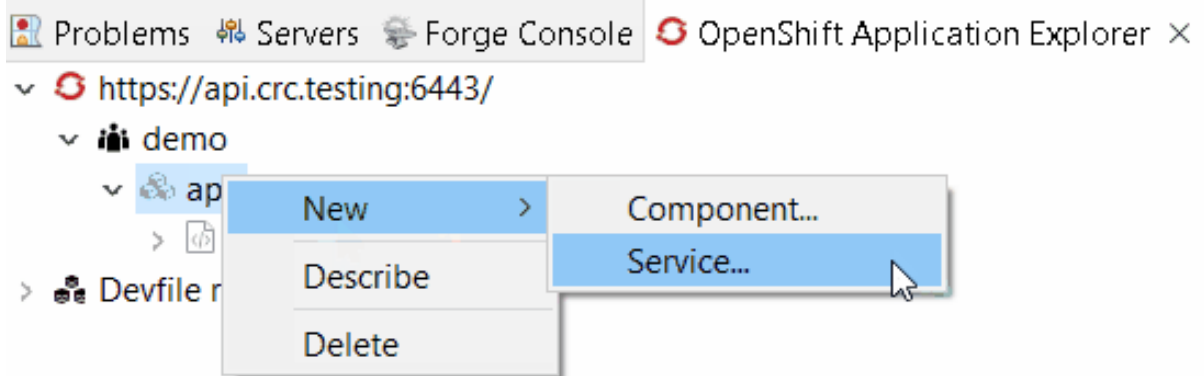 Problems Servers Forge Console OpenShift Application Explorer
https://api.crc.testing:6443/
demo
ap
New Component...
Service...
Describe
Devfile r
Delete